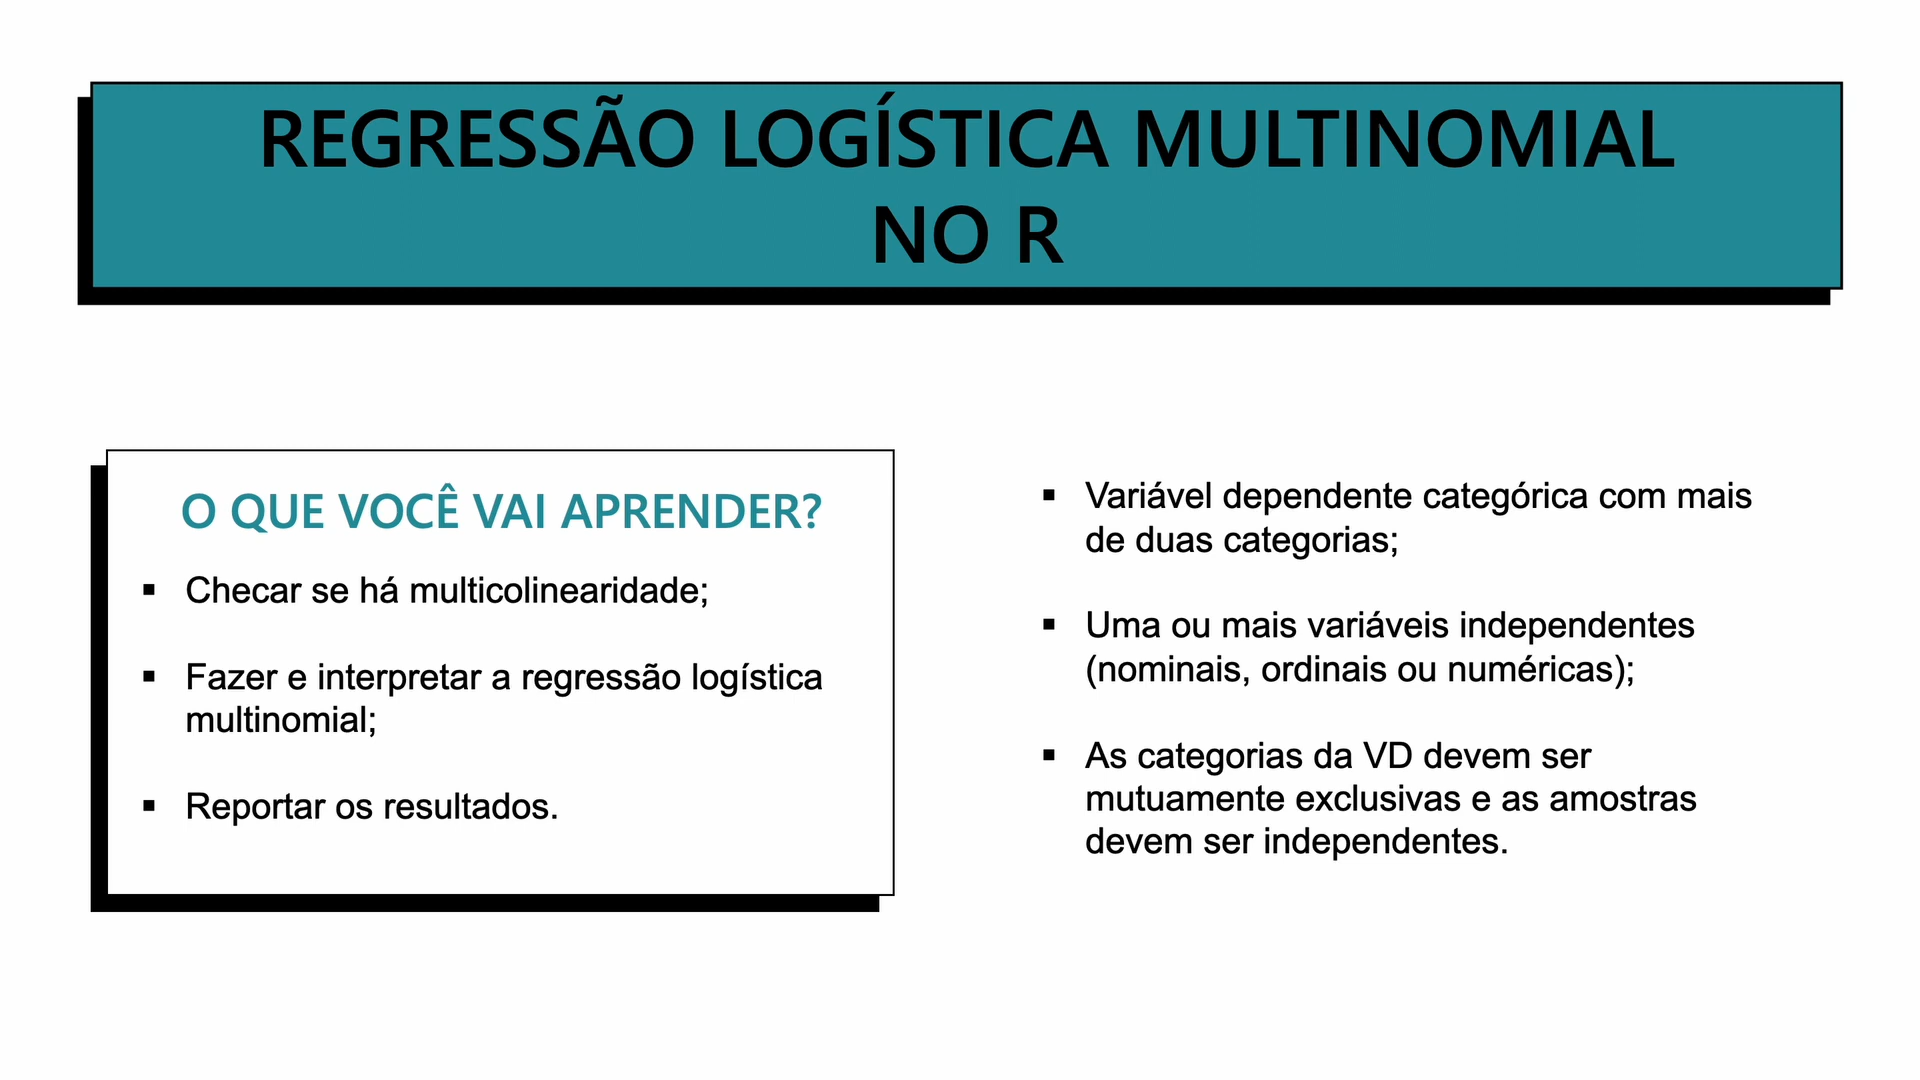 REGRESSÃO LOGÍSTICA MULTINOMIAL
NO R
O QUE VOCÊ VAI APRENDER?
▪ Checar se há multicolinearidade;
▪ Fazer e interpretar a regressão logística
multinomial;
▪ Reportar os resultados.
▪ Variável dependente categórica com mais
de duas categorias;
▪ Uma ou mais variáveis independentes
(nominais, ordinais ou numéricas);
▪ As categorias da VD devem ser
mutuamente exclusivas e as amostras
devem ser independentes.